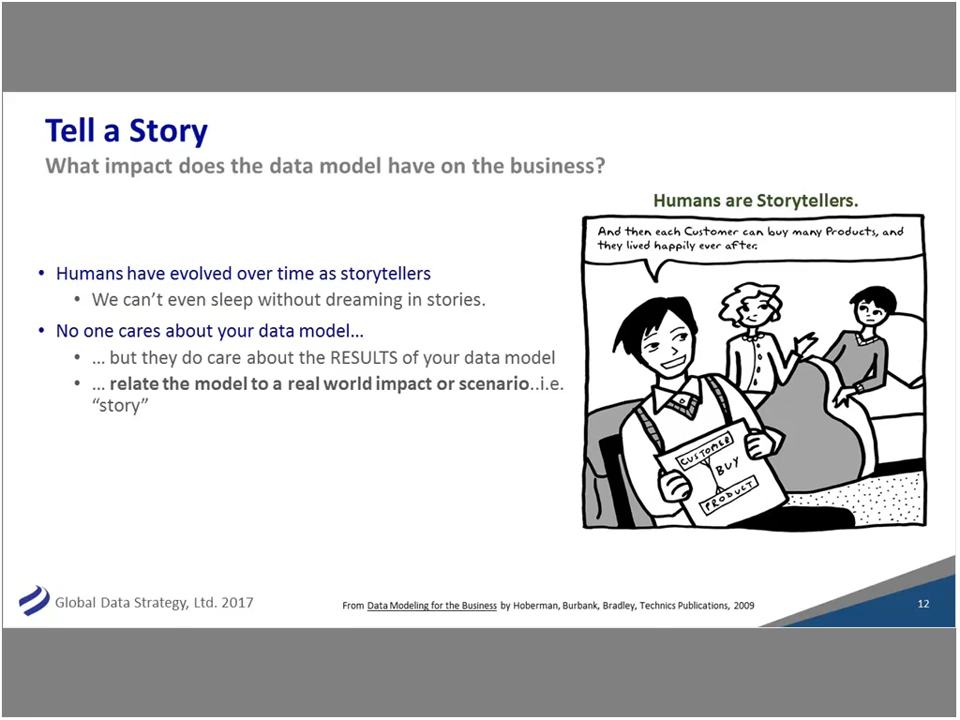 Tell a Story
What impact does the data model have on the business?
Humans are Storytellers.
And then each Customer can buy many Products, and
they lived happily ever after.
• Humans have evolved over time as storytellers
• We can’t even sleep without dreaming in stories.
• No one cares about your data model…
• … but they do care about the RESULTS of your data model
• … relate the model to a real world impact or scenario..i.e.
“story”
CUSTOMER
BUY
PRODUCT
Global Data Strategy, Ltd. 2017
From Data Modeling for the Business by Hoberman, Burbank, Bradley, Technics Publications, 2009
12